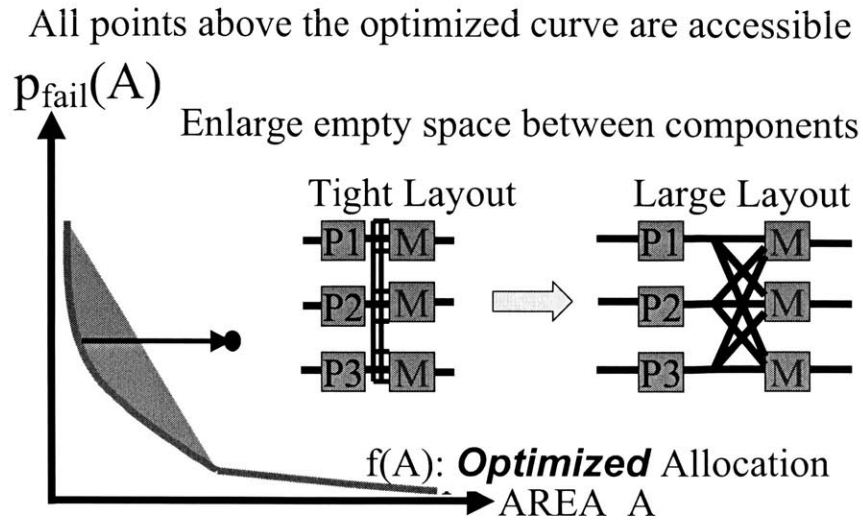 All points above the optimized curve are accessible
pfail(A)
Enlarge empty space between components
Tight Layout
Large Layout
P1 M
P2 M
P3 M
P1 M
P2 M
P3 M
f(A): Optimized Allocation
AREA A